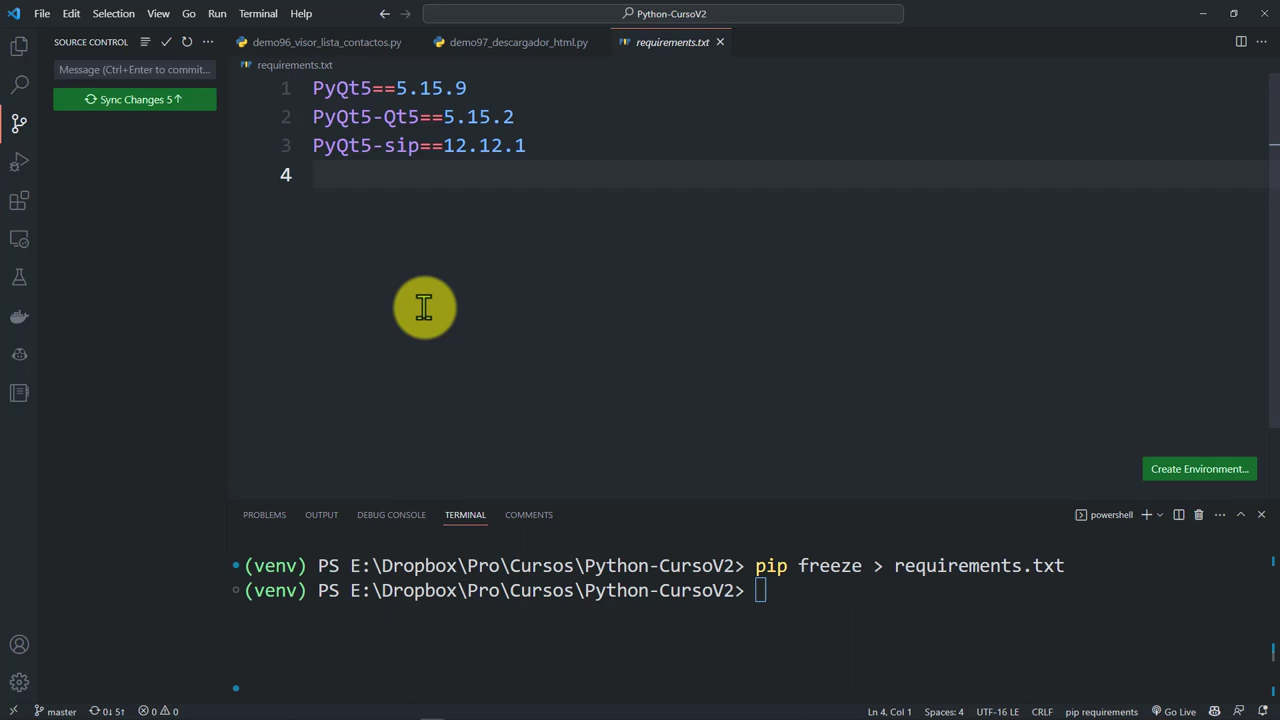 File Edit Selection View Go Run Terminal Help Python-CursoV2
SOURCE CONTROL
demo96_visor_lista_contactos.py demo97_descargador_html.py requirements.txt
Message (Ctrl+Enter to commit...
Sync Changes 5↑
requirements.txt
1 PyQt5==5.15.9
2 PyQt5-Qt5==5.15.2
3 PyQt5-sip==12.12.1
4
Create Environment...
PROBLEMS OUTPUT DEBUG CONSOLE TERMINAL COMMENTS powershell
(venv) PS E:\Dropbox\Pro\Cursos\Python-CursoV2> pip freeze > requirements.txt
(venv) PS E:\Dropbox\Pro\Cursos\Python-CursoV2>
master 0↓ 5↑ 0 0 Ln 4, Col 1 Spaces: 4 UTF-16 LE CRLF pip requirements Go Live